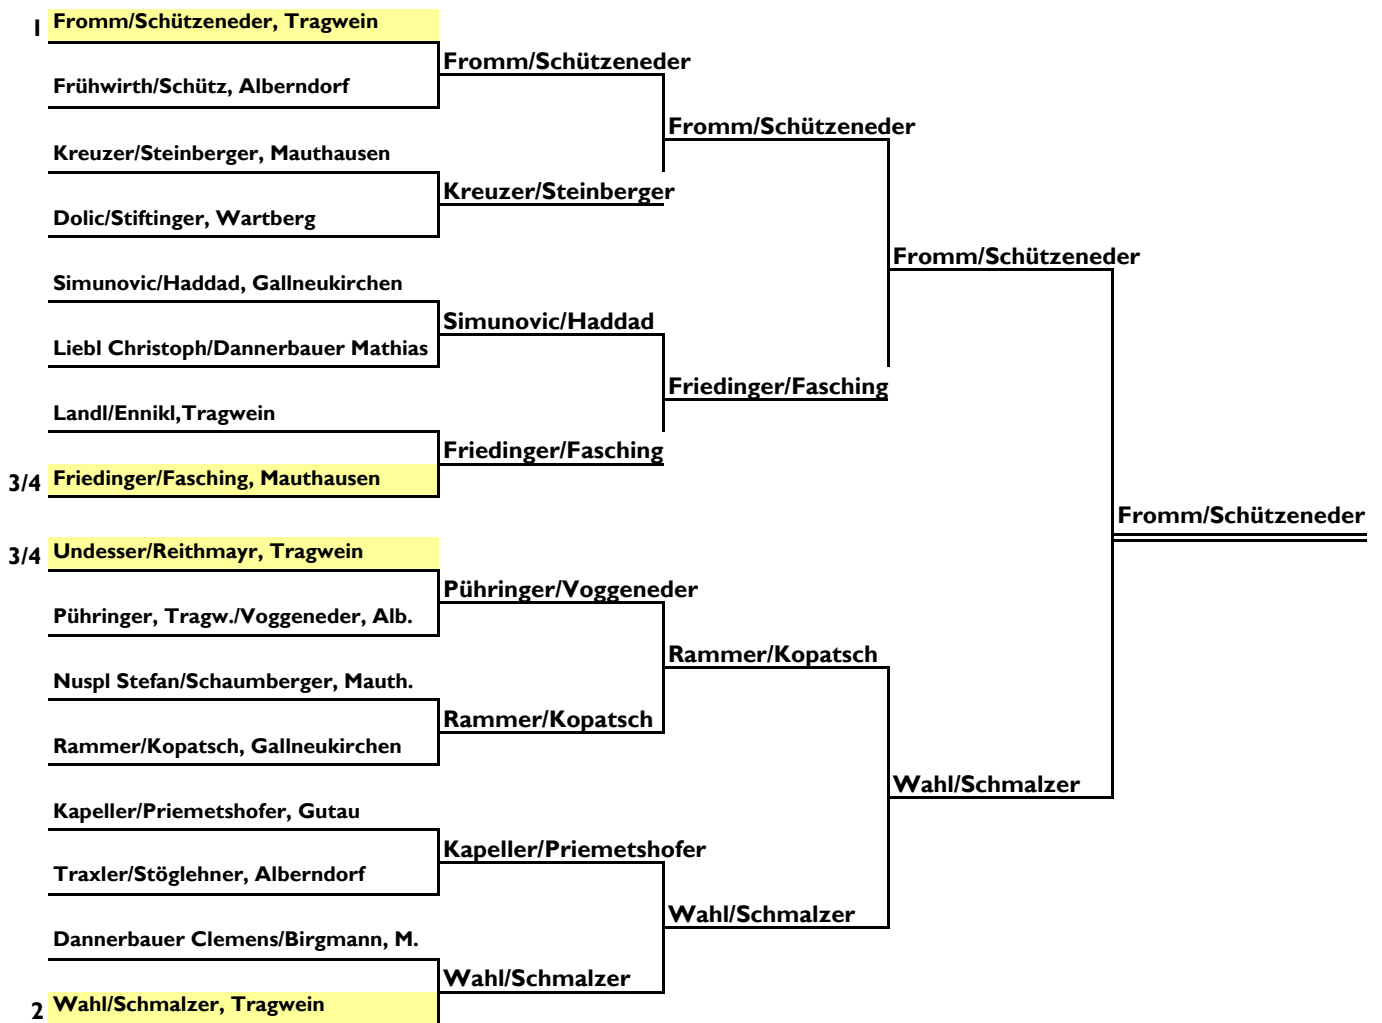 1 Fromm/Schützeneder, Tragwein
Fromm/Schützeneder
Frühwirth/Schütz, Alberndorf
Fromm/Schützeneder
Kreuzer/Steinberger, Mauthausen
Kreuzer/Steinberger
Dolic/Stiftinger, Wartberg
Fromm/Schützeneder
Simunovic/Haddad, Gallneukirchen
Simunovic/Haddad
Liebl Christoph/Dannerbauer Mathias
Friedinger/Fasching
Landl/Ennikl,Tragwein
Friedinger/Fasching
3/4 Friedinger/Fasching, Mauthausen
Fromm/Schützeneder
3/4 Undesser/Reithmayr, Tragwein
Pühringer/Voggeneder
Pühringer, Tragw./Voggeneder, Alb.
Rammer/Kopatsch
Nuspl Stefan/Schaumberger, Mauth.
Rammer/Kopatsch
Rammer/Kopatsch, Gallneukirchen
Wahl/Schmalzer
Kapeller/Priemetshofer, Gutau
Kapeller/Priemetshofer
Traxler/Stöglehner, Alberndorf
Wahl/Schmalzer
Dannerbauer Clemens/Birgmann, M.
Wahl/Schmalzer
2 Wahl/Schmalzer, Tragwein